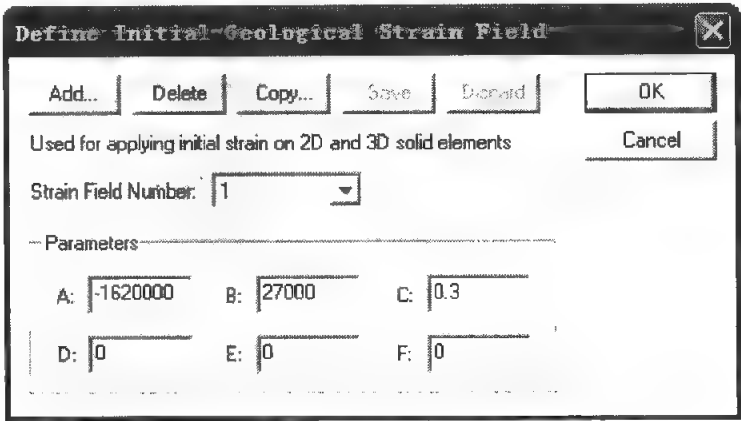 Define Initial-Geological Strain Field
Add... Delete Copy... Save Discard OK
Used for applying initial strain on 2D and 3D solid elements Cancel
Strain Field Number: 1
Parameters
A: -1620000 B: 27000 C: 0.3
D: 0 E: 0 F: 0